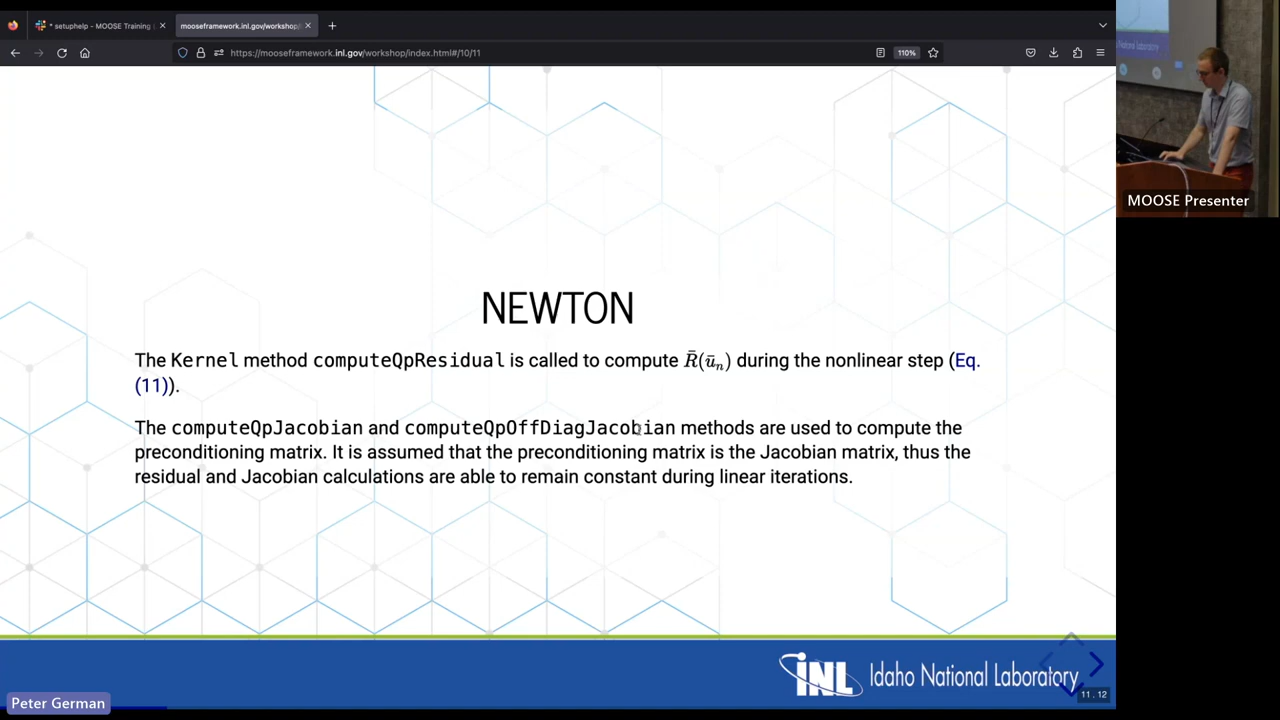 * setuphelp - MOOSE Training
mooseframework.inl.gov/workshop/
https://mooseframework.inl.gov/workshop/index.html#/10/11
110%
MOOSE Presenter
NEWTON
The Kernel method computeQpResidual is called to compute R̄(ūₙ) during the nonlinear step (Eq.
(11)).
The computeQpJacobian and computeQpOffDiagJacobian methods are used to compute the
preconditioning matrix. It is assumed that the preconditioning matrix is the Jacobian matrix, thus the
residual and Jacobian calculations are able to remain constant during linear iterations.
INL Idaho National Laboratory
11 . 12
Peter German